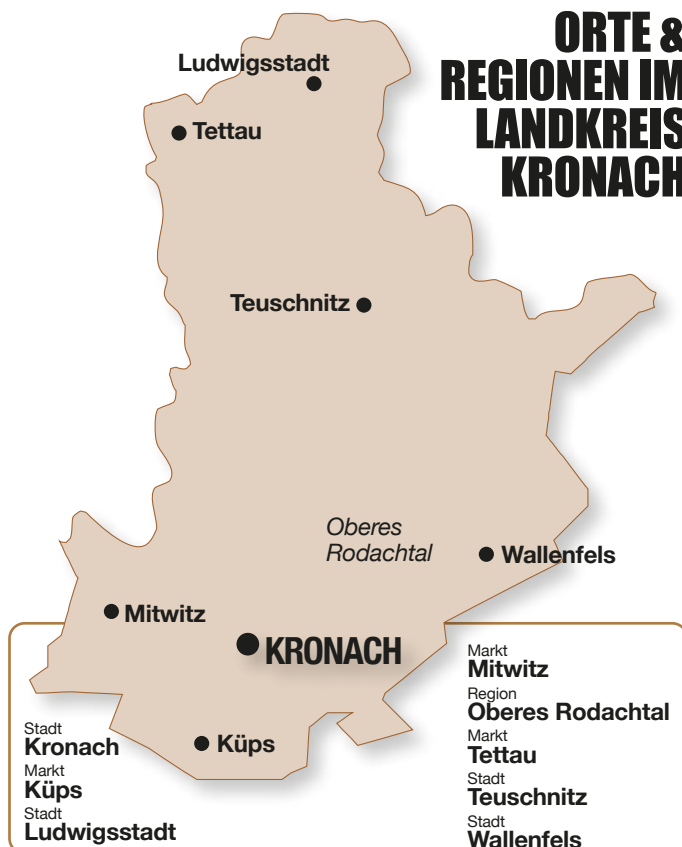 ORTE &
REGIONEN IM
LANDKREIS
KRONACH
Ludwigsstadt
Tettau
Teuschnitz
Oberes
Rodachtal
Wallenfels
Mitwitz
KRONACH
Küps
Stadt
Kronach
Markt
Küps
Stadt
Ludwigsstadt
Markt
Mitwitz
Region
Oberes Rodachtal
Markt
Tettau
Stadt
Teuschnitz
Stadt
Wallenfels